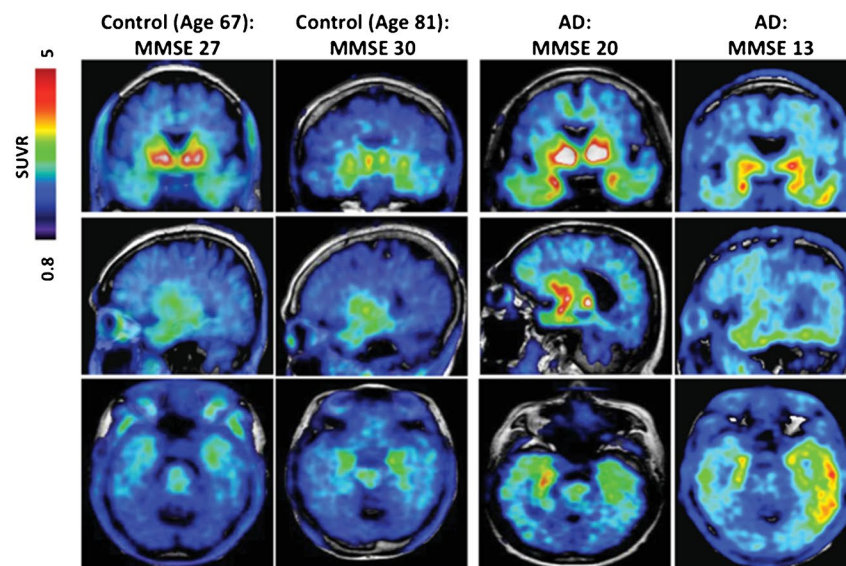 Control (Age 67):
MMSE 27
Control (Age 81):
MMSE 30
AD:
MMSE 20
AD:
MMSE 13
5
SUVR
0.8